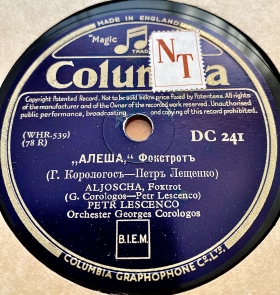 MADE IN ENGLAND
"Magic
TRADE
NT
Columbia
Copyright Patented Record. Not to be sold below price fixed by Patentees. All rights
of the manufacturer and of the Owner of the recorded work reserved. Unauthorised
public performance, broadcasting and copying of this record prohibited.
(WHR-539)
(78 R)
DC 241
„АЛЕША,“ Фокстротъ
(Г. Корологосъ—Петръ Лещенко)
ALJOSCHA, Foxtrot
(G. Corologos—Petr Lescenco)
PETR LESCENCO
Orchester Georges Corologos
B.I.E.M.
COLUMBIA GRAPHOPHONE Co. LTD.